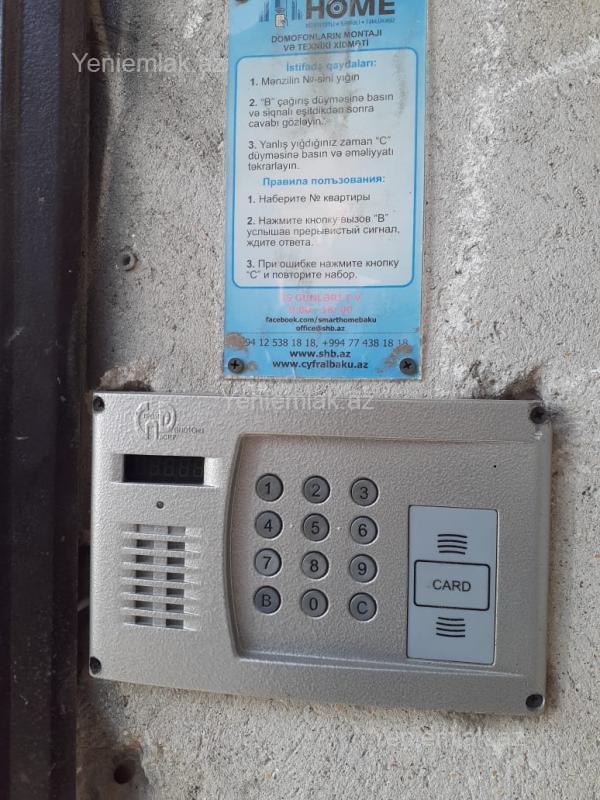 HOME
DOMOFONLARIN MONTAJI
VƏ TEXNİKİ XİDMƏTİ
Yeniemlak.az
İstifadə qaydaları:
1. Mənzilin №-sini yığın
2. "B" çağırış düyməsinə basın
və siqnalı eşitdikdən sonra
cavabı gözləyin.
3. Yanlış yığdığınız zaman "C"
düyməsinə basın və əməliyyatı
təkrarlayın.
Правила полъзования:
1. Наберите № квартиры
2. Нажмите кнопку вызов "B"
услышав прерывистый сигнал,
ждите ответа.
3. При ошибке нажмите кнопку
"C" и повторите набор.
facebook.com/smarthomebaku
office@shb.az
94 12 538 18 18, +994 77 438 18 18
www.shb.az
www.cyfralbaku.az
Yeniemlak.az
1 2 3
4 5 6
7 8 9
B 0 C
CARD
Yeniemlak.az